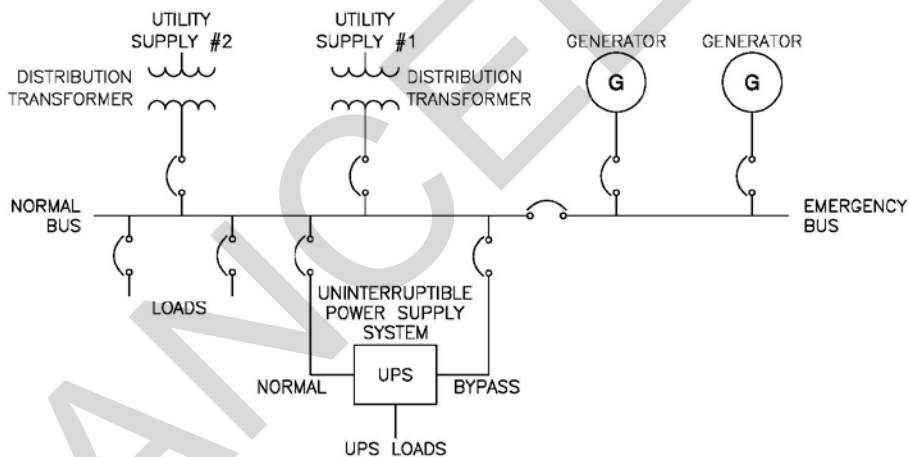 UTILITY
SUPPLY #2
UTILITY
SUPPLY #1
GENERATOR
GENERATOR
DISTRIBUTION
TRANSFORMER
DISTRIBUTION
TRANSFORMER
G
G
NORMAL
BUS
EMERGENCY
BUS
LOADS
UNINTERRUPTIBLE
POWER SUPPLY
SYSTEM
NORMAL
UPS
BYPASS
UPS LOADS
ANCEL